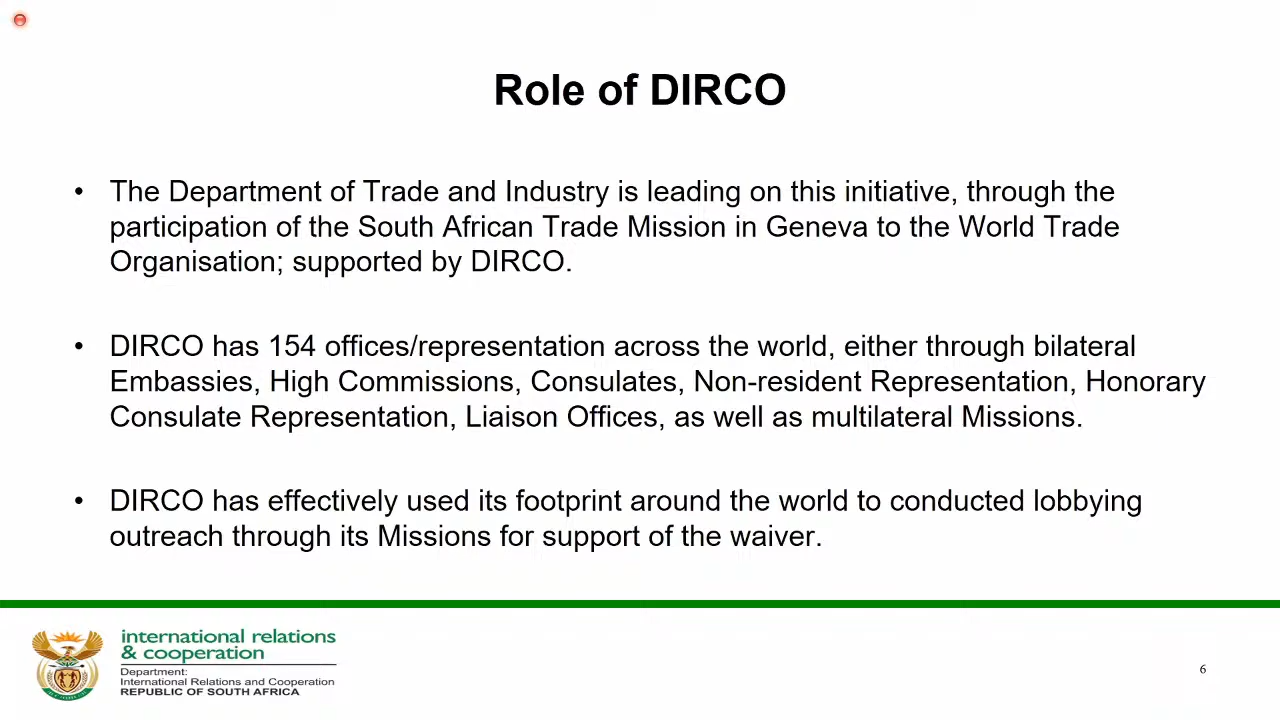 Role of DIRCO
• The Department of Trade and Industry is leading on this initiative, through the
participation of the South African Trade Mission in Geneva to the World Trade
Organisation; supported by DIRCO.
• DIRCO has 154 offices/representation across the world, either through bilateral
Embassies, High Commissions, Consulates, Non-resident Representation, Honorary
Consulate Representation, Liaison Offices, as well as multilateral Missions.
• DIRCO has effectively used its footprint around the world to conducted lobbying
outreach through its Missions for support of the waiver.
international relations
& cooperation
Department:
International Relations and Cooperation
REPUBLIC OF SOUTH AFRICA
6